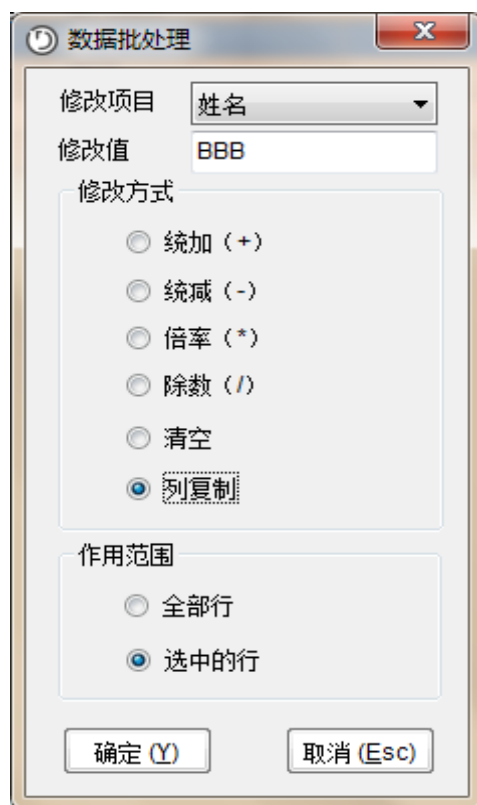 数据批处理
修改项目 姓名
修改值 BBB
修改方式
统加（+）
统减（-）
倍率（*）
除数（/）
清空
列复制
作用范围
全部行
选中的行
确定(Y) 取消(Esc)